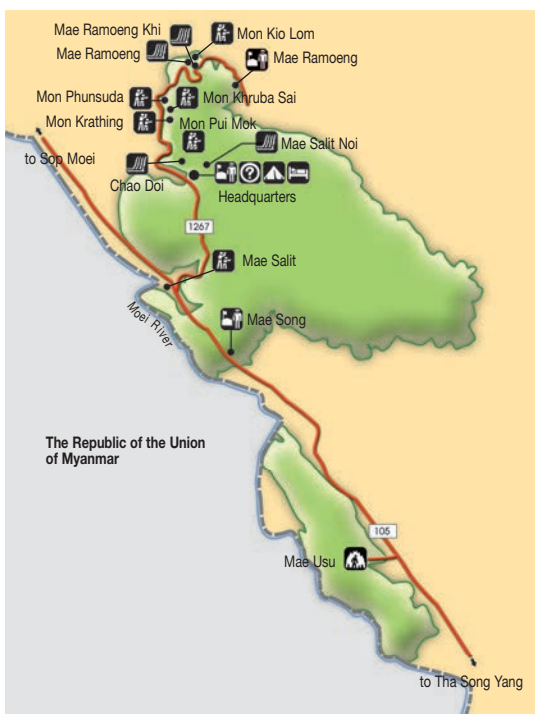 Mae Ramoeng Khi
Mon Kio Lom
Mae Ramoeng
Mae Ramoeng
Mon Phunsuda
Mon Khruba Sai
Mon Krathing
Mon Pui Mok
Mae Salit Noi
to Sop Moei
Chao Doi
?
Headquarters
1267
Mae Salit
Moei River
Mae Song
The Republic of the Union
of Myanmar
105
Mae Usu
to Tha Song Yang